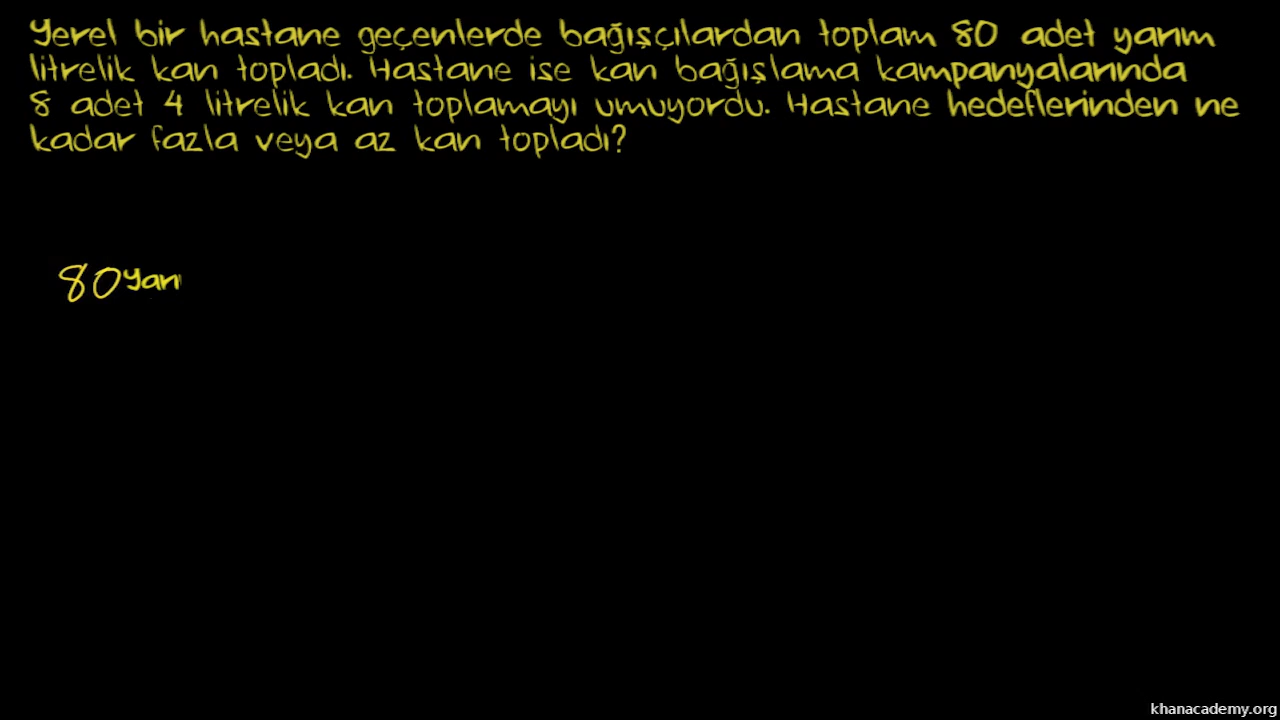 Yerel bir hastane geçenlerde bağışçılardan toplam 80 adet yarım
litrelik kan topladı. Hastane ise kan bağışlama kampanyalarında
8 adet 4 litrelik kan toplamayı umuyordu. Hastane hedeflerinden ne
kadar fazla veya az kan topladı?
80 yarı
khanacademy.org